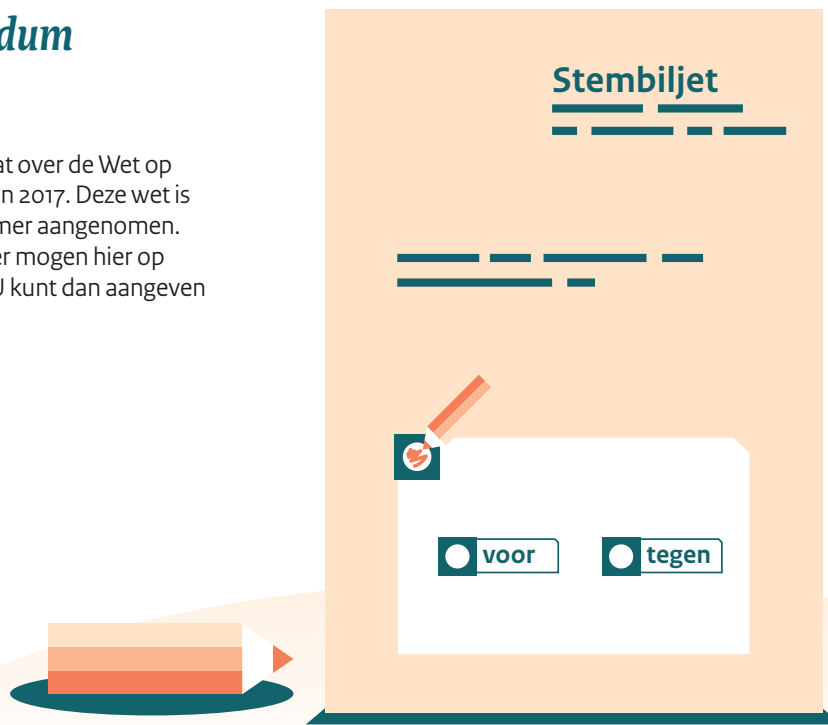 dum
at over de Wet op
n 2017. Deze wet is
mer aangenomen.
er mogen hier op
U kunt dan aangeven
Stembiljet
voor
tegen